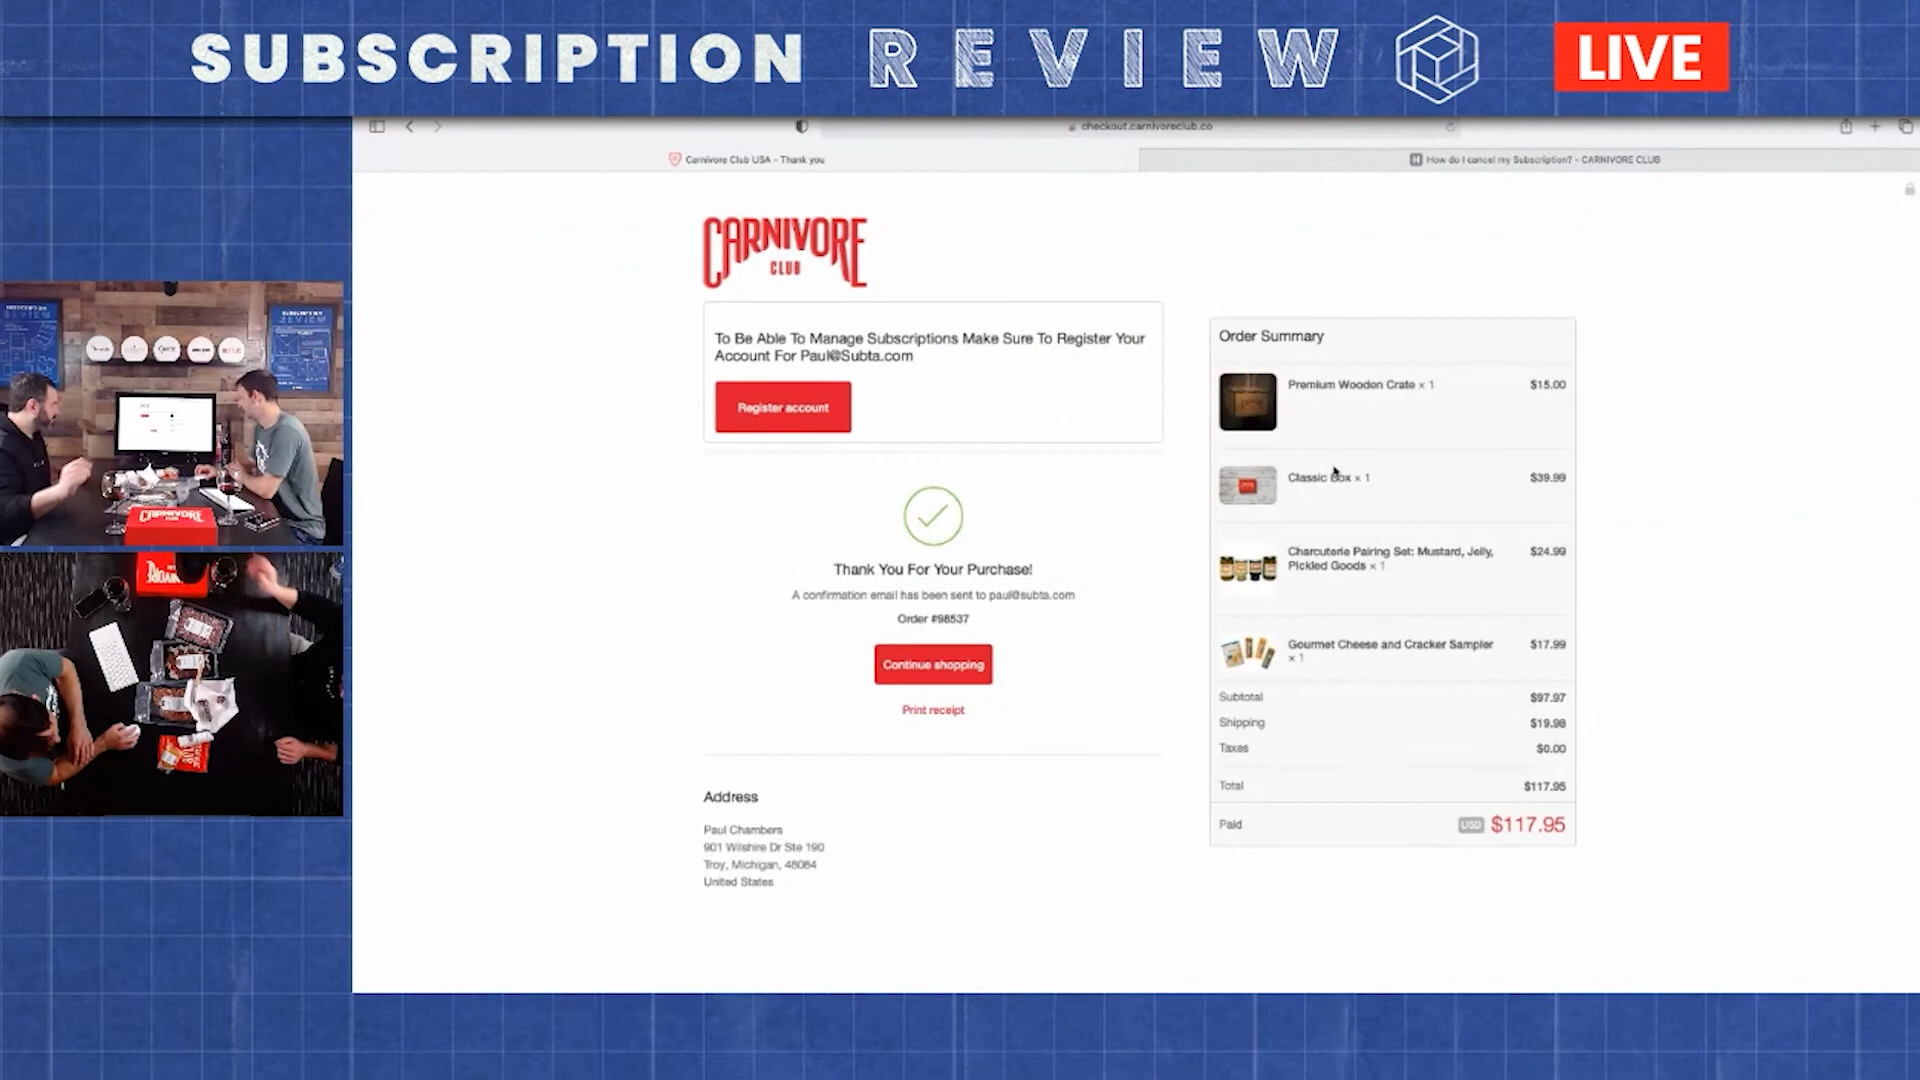 SUBSCRIPTION REVIEW LIVE
checkout.carnivoreclub.co
Carnivore Club USA - Thank you
How do I cancel my Subscription? - CARNIVORE CLUB
CARNIVORE
CLUB
To Be Able To Manage Subscriptions Make Sure To Register Your
Account For Paul@Subta.com
Register account
Thank You For Your Purchase!
A confirmation email has been sent to paul@subta.com
Order #98537
Continue shopping
Print receipt
Address
Paul Chambers
901 Wilshire Dr Ste 190
Troy, Michigan, 48084
United States
Order Summary
Premium Wooden Crate × 1 $15.00
Classic Box × 1 $39.99
Charcuterie Pairing Set: Mustard, Jelly, $24.99
Pickled Goods × 1
Gourmet Cheese and Cracker Sampler $17.99
× 1
Subtotal $97.97
Shipping $19.98
Taxes $0.00
Total $117.95
Paid USD $117.95
SUBSCRIPTION
REVIEW
SUBSCRIPTION
REVIEW
CARNIVORE
CLUB